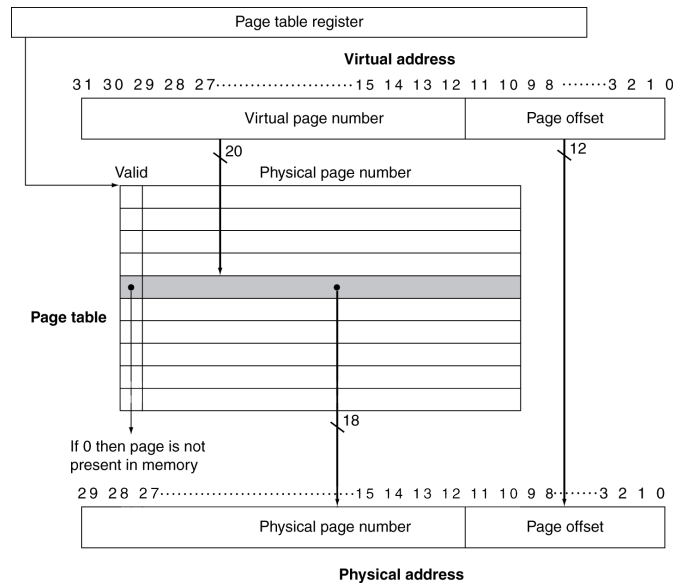 Page table register
Virtual address
31 30 29 28 27························15 14 13 12 11 10 9 8 ·······3 2 1 0
Virtual page number Page offset
20 12
Valid Physical page number
Page table
18
If 0 then page is not
present in memory
29 28 27··································15 14 13 12 11 10 9 8·······3 2 1 0
Physical page number Page offset
Physical address